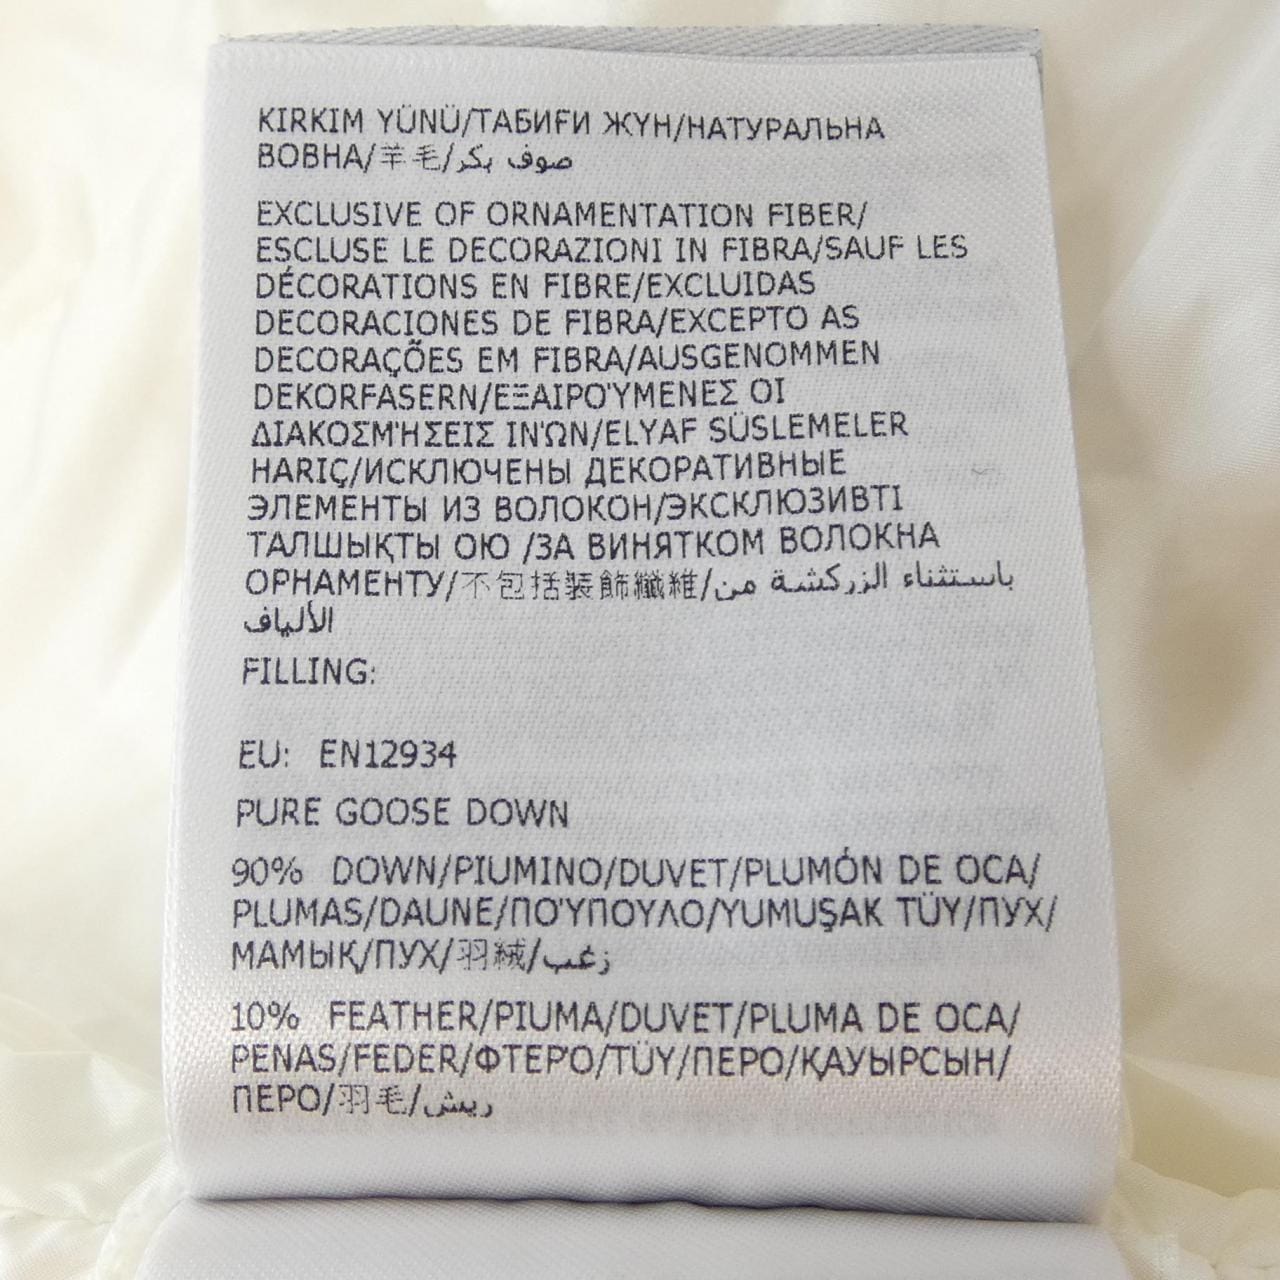 KIRKIM YÜNÜ/ТАБИҒИ ЖҮН/НАТУРАЛЬНА
ВОВНА/羊毛/صوف بكر
EXCLUSIVE OF ORNAMENTATION FIBER/
ESCLUSE LE DECORAZIONI IN FIBRA/SAUF LES
DÉCORATIONS EN FIBRE/EXCLUIDAS
DECORACIONES DE FIBRA/EXCEPTO AS
DECORAÇÕES EM FIBRA/AUSGENOMMEN
DEKORFASERN/ΕΞΑΙΡΟΎΜΕΝΕΣ ΟΙ
ΔΙΑΚΟΣΜΉΣΕΙΣ ΙΝΏΝ/ELYAF SÜSLEMELER
HARIÇ/ИСКЛЮЧЕНЫ ДЕКОРАТИВНЫЕ
ЭЛЕМЕНТЫ ИЗ ВОЛОКОН/ЭКСКЛЮЗИВТІ
ТАЛШЫҚТЫ ОЮ /ЗА ВИНЯТКОМ ВОЛОКНА
ОРНАМЕНТУ/不包括装飾纖維/باستثناء الزركشة من
الألياف
FILLING:
EU: EN12934
PURE GOOSE DOWN
90% DOWN/PIUMINO/DUVET/PLUMÓN DE OCA/
PLUMAS/DAUNE/ΠΟΎΠΟΥΛΟ/YUMUŞAK TÜY/ПУХ/
МАМЫҚ/ПУХ/羽絨/زغب
10% FEATHER/PIUMA/DUVET/PLUMA DE OCA/
PENAS/FEDER/ΦΤΕΡΌ/TÜY/ПЕРО/ҚАУЫРСЫН/
ПЕРО/羽毛/ريش